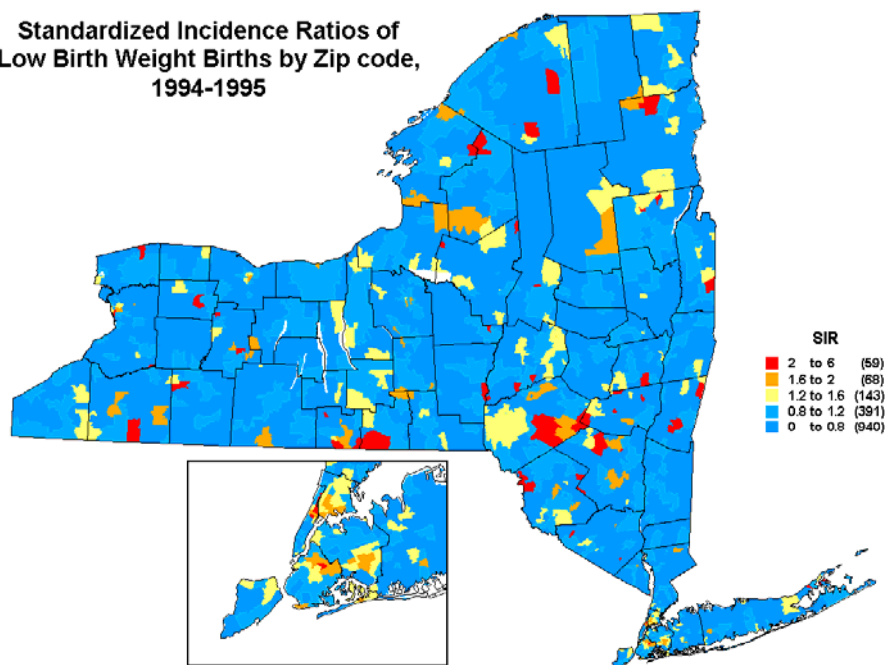 Standardized Incidence Ratios of
Low Birth Weight Births by Zip code,
1994-1995
SIR
2 to 6 (59)
1.6 to 2 (68)
1.2 to 1.6 (143)
0.8 to 1.2 (391)
0 to 0.8 (940)